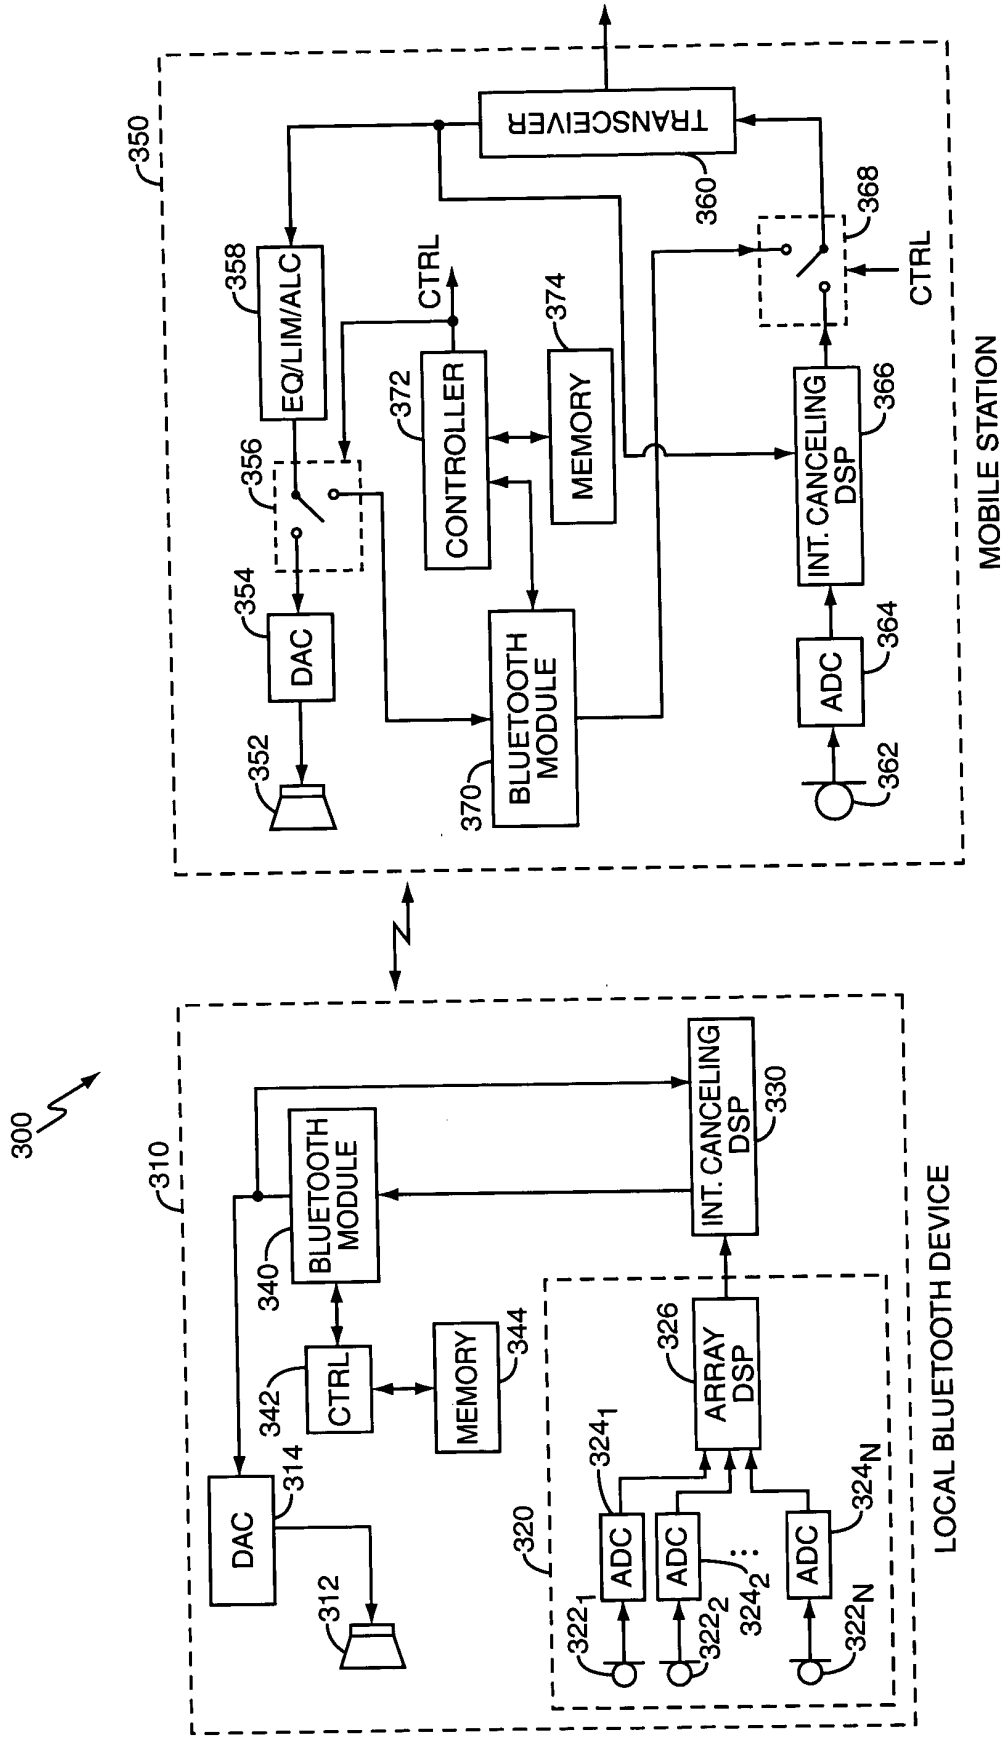 300
310
DAC
314
312
BLUETOOTH
MODULE
340
CTRL
342
MEMORY
344
320
322₁
ADC
324₁
322₂
ADC
324₂
...
322N
ADC
324N
ARRAY
DSP
326
INT. CANCELING
DSP
330
LOCAL BLUETOOTH DEVICE
350
352
DAC
354
356
EQ/LIM/ALC
358
TRANSCEIVER
360
CONTROLLER
372
CTRL
MEMORY
374
BLUETOOTH
MODULE
370
362
ADC
364
INT. CANCELING
DSP
366
368
CTRL
MOBILE STATION